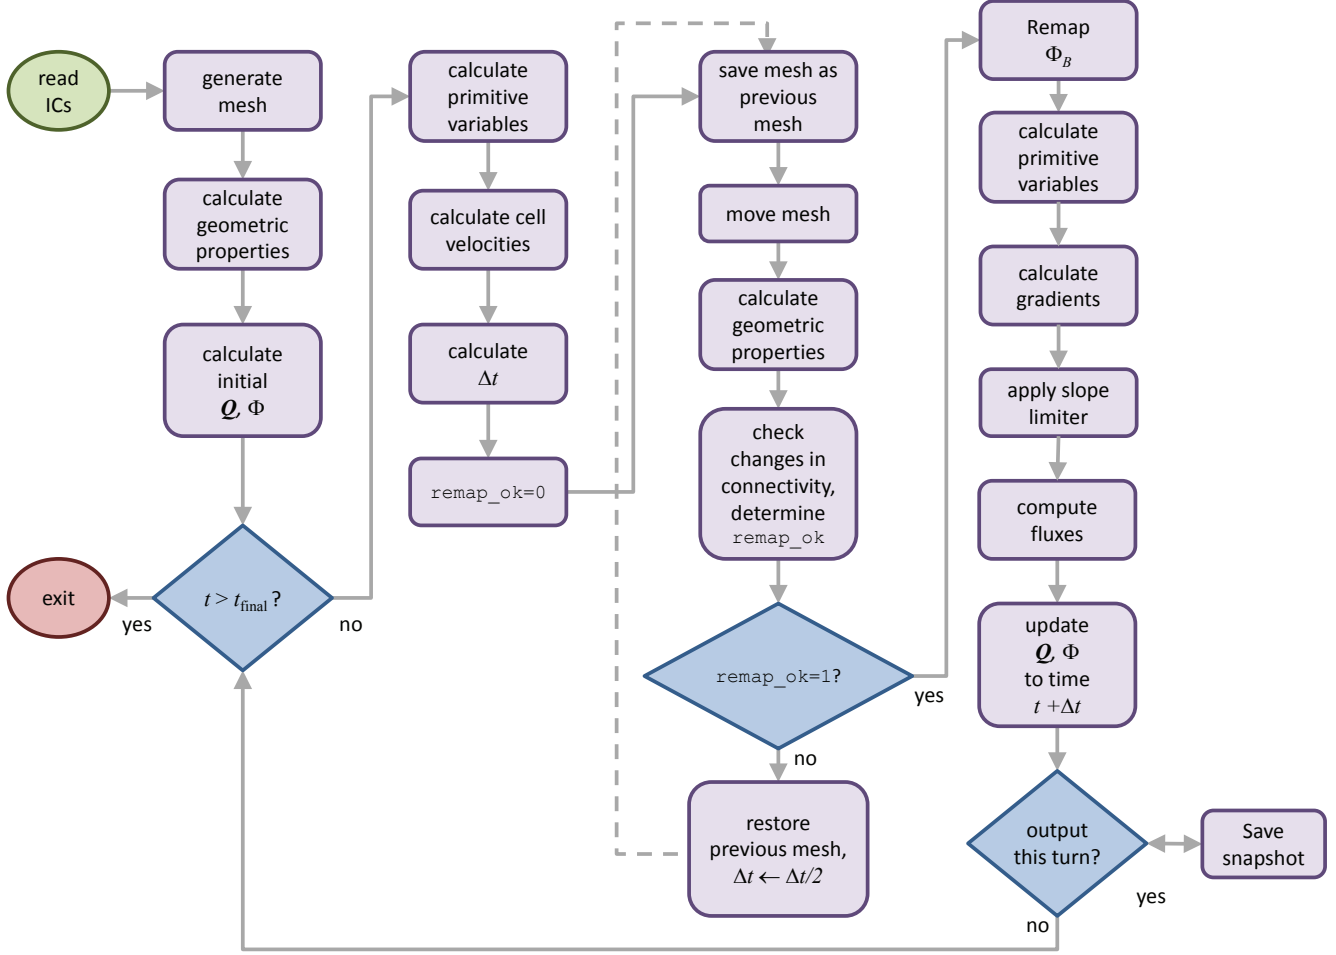 read
ICs
generate
mesh
calculate
geometric
properties
calculate
initial
Q, Φ
t > t_final ?
yes
no
exit
calculate
primitive
variables
calculate cell
velocities
calculate
Δt
remap_ok=0
save mesh as
previous
mesh
move mesh
calculate
geometric
properties
check
changes in
connectivity,
determine
remap_ok
remap_ok=1?
yes
no
restore
previous mesh,
Δt ← Δt/2
Remap
Φ_B
calculate
primitive
variables
calculate
gradients
apply slope
limiter
compute
fluxes
update
Q, Φ
to time
t +Δt
output
this turn?
yes
no
Save
snapshot